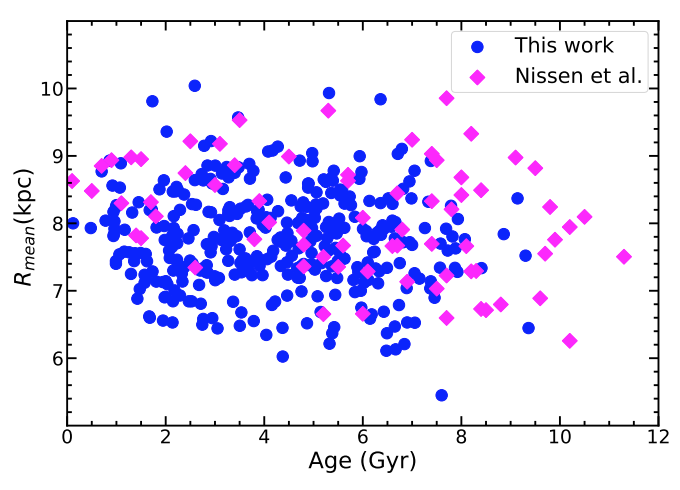 This work
Nissen et al.
10
9
8
7
6
R_mean(kpc)
0 2 4 6 8 10 12
Age (Gyr)